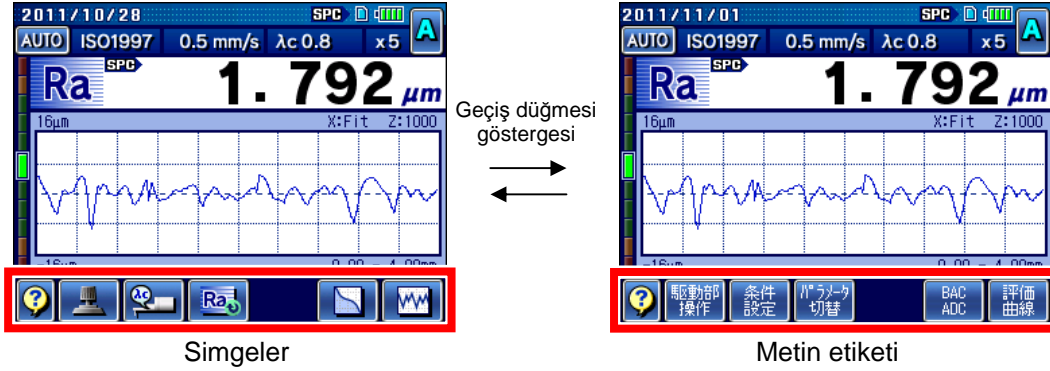 2011/10/28 SPC
AUTO ISO1997 0.5 mm/s λc 0.8 x5 A
Ra SPC 1.792 µm
16µm X:Fit Z:1000
? λc Ra
Simgeler
Geçiş düğmesi
göstergesi
2011/11/01 SPC
AUTO ISO1997 0.5 mm/s λc 0.8 x5 A
Ra SPC 1.792 µm
16µm X:Fit Z:1000
? 駆動部 条件 パラメータ BAC 評価
操作 設定 切替 ADC 曲線
Metin etiketi